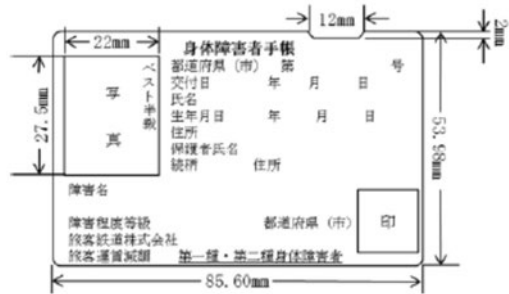 12mm
2mm
22mm
身体障害者手帳
都道府県（市） 第 号
交付日 年 月 日
氏名
生年月日 年 月 日
住所
保護者氏名
続柄 住所
ベスト半截
写真
27.5mm
53.98mm
障害名
障害程度等級 都道府県（市） 印
旅客鉄道株式会社
旅客運賃減額 第一種・第二種身体障害者
85.60mm